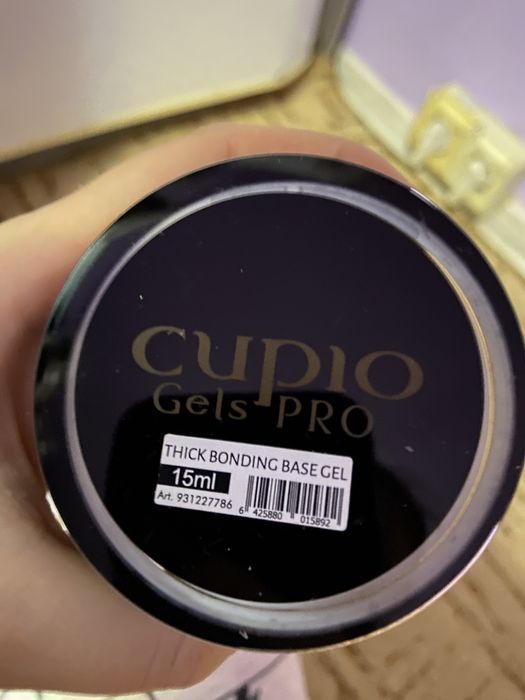 cupio
Gels PRO
THICK BONDING BASE GEL
15ml
Art. 931227786
6 425880 015892